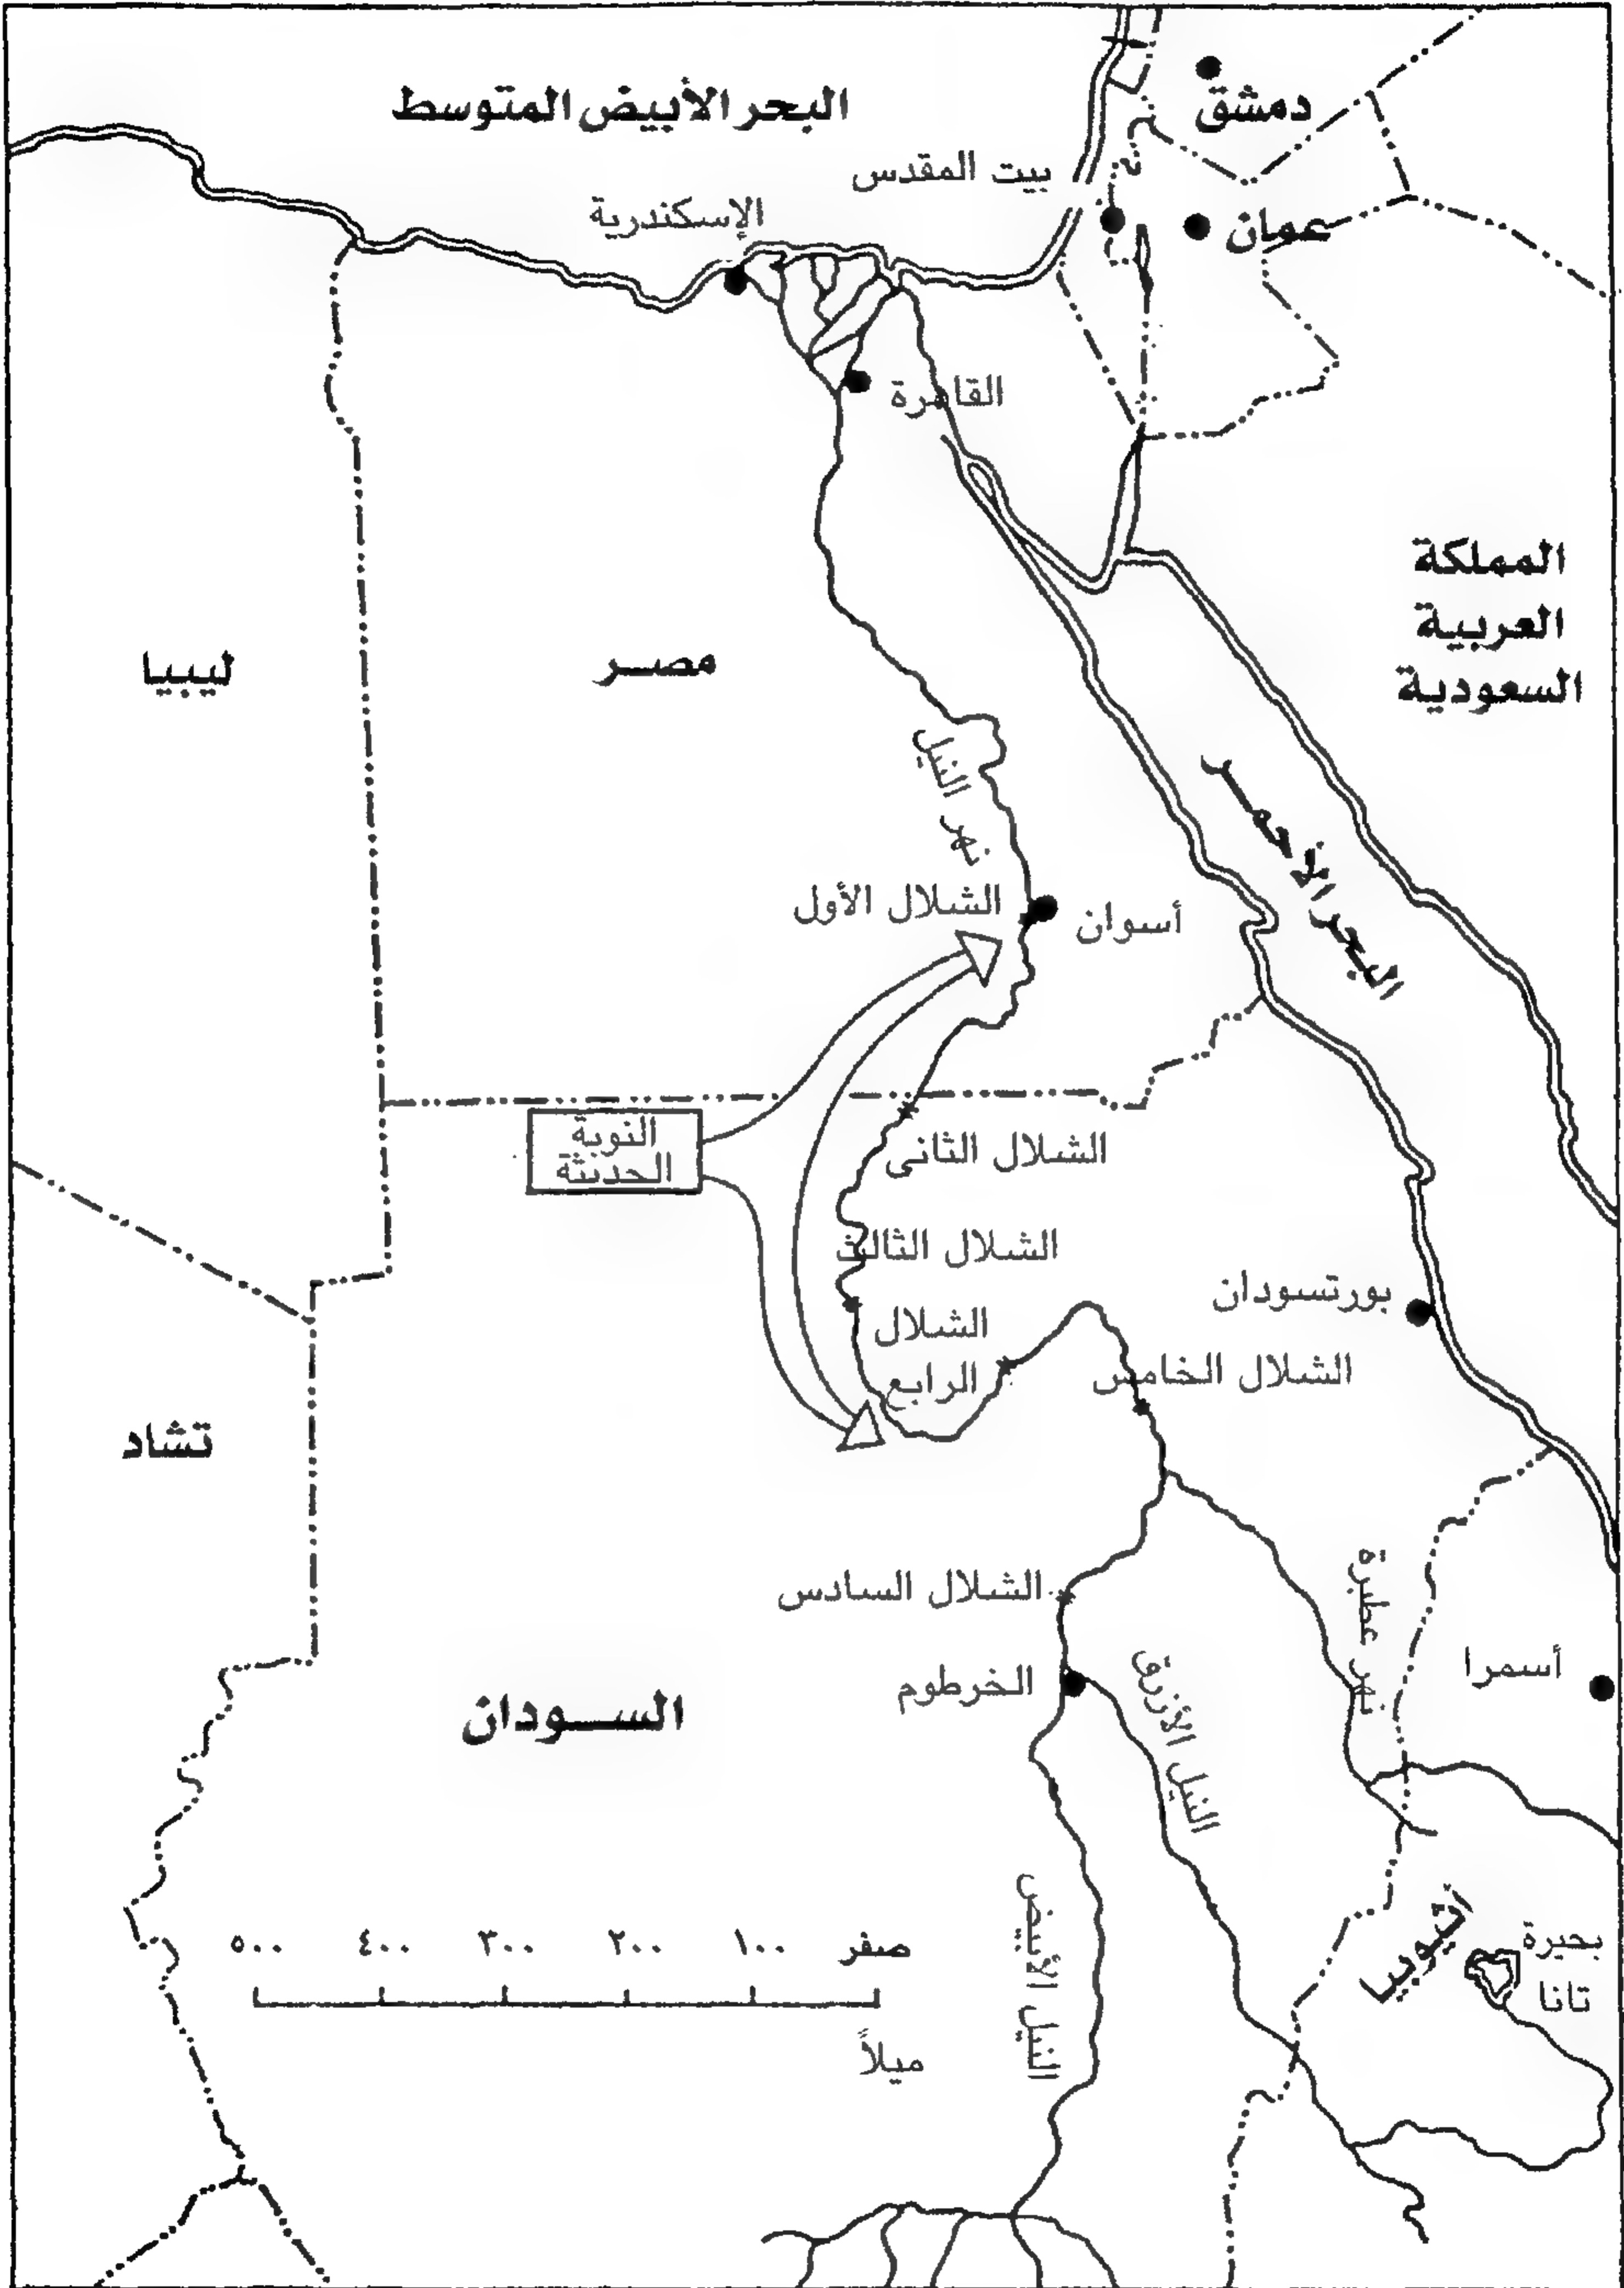 البحر الأبيض المتوسط
دمشق
بيت المقدس
عمان
الإسكندرية
القاهرة
المملكة
العربية
السعودية
ليبيا
مصر
نهر النيل
البحر الأحمر
الشلال الأول
أسوان
النوبة
الحديثة
الشلال الثانى
الشلال الثالث
بورتسودان
الشلال
الرابع
الشلال الخامس
تشاد
الشلال السادس
نهر عطبرة
أسمرا
الخرطوم
النيل الأزرق
السودان
النيل الأبيض
أثيوبيا
بحيرة
تانا
صفر ١٠٠ ٢٠٠ ٣٠٠ ٤٠٠ ٥٠٠
ميلاً